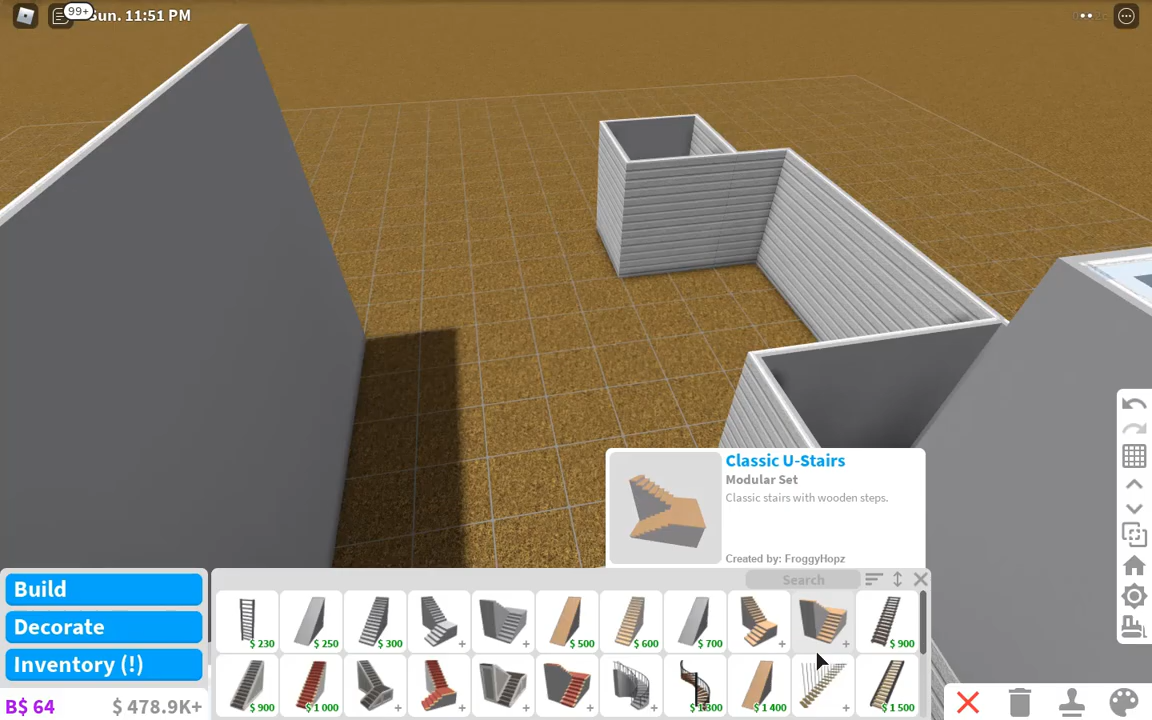 99+
Sun. 11:51 PM
Classic U-Stairs
Modular Set
Classic stairs with wooden steps.
Created by: FroggyHopz
Build
Decorate
Inventory (!)
B$ 64
$ 478.9K+
Search
$ 230
$ 250
$ 300
+
+
$ 500
$ 600
$ 700
+
+
$ 900
$ 900
$ 1 000
+
+
+
+
+
$ 1 300
$ 1 400
+
$ 1 500